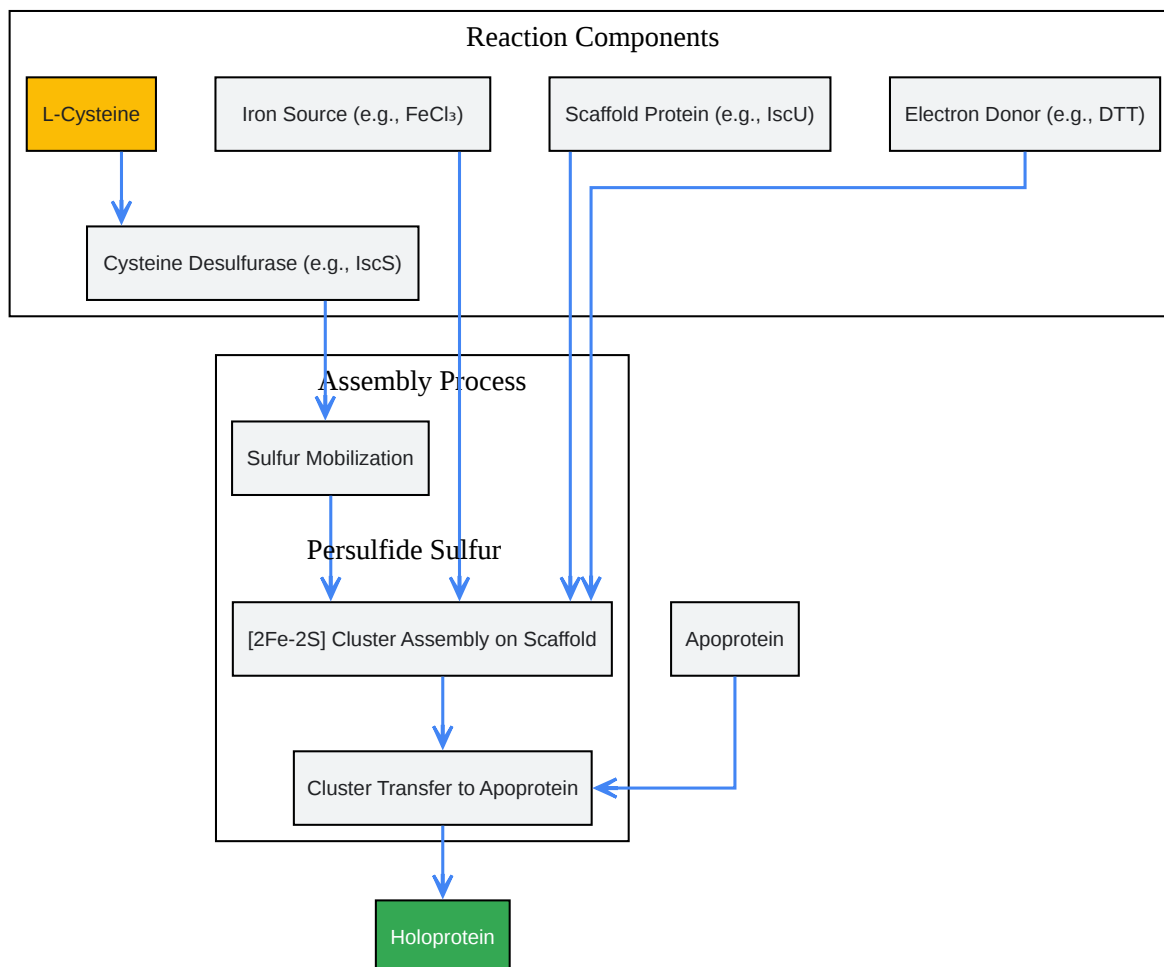 Reaction Components
L-Cysteine
Iron Source (e.g., FeCl₃)
Scaffold Protein (e.g., IscU)
Electron Donor (e.g., DTT)
Cysteine Desulfurase (e.g., IscS)
Assembly Process
Sulfur Mobilization
Persulfide Sulfur
[2Fe-2S] Cluster Assembly on Scaffold
Apoprotein
Cluster Transfer to Apoprotein
Holoprotein